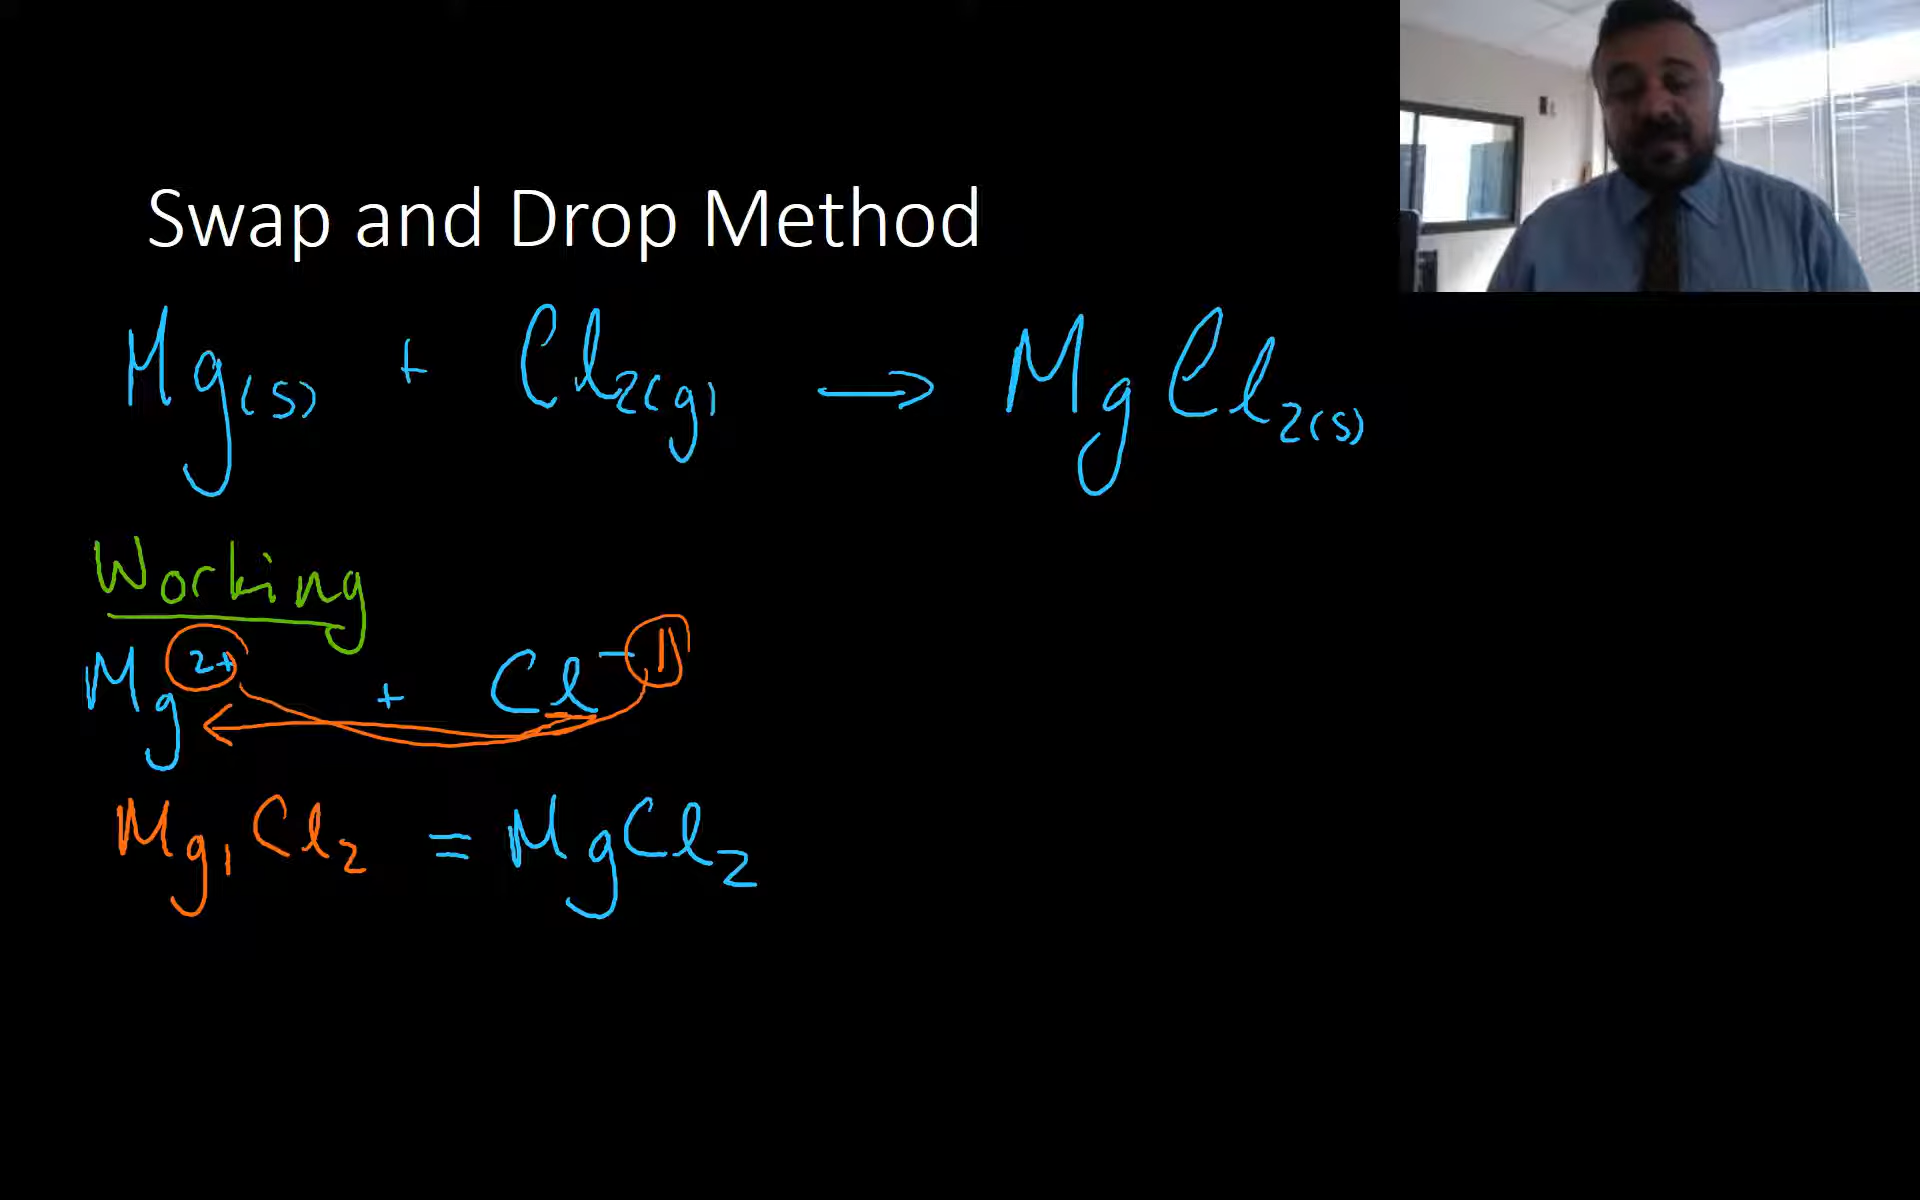 Swap and Drop Method
Mg(s) + Cl₂(g) → MgCl₂(s)
Working
Mg²⁺ + Cl⁻¹
Mg₁Cl₂ = MgCl₂